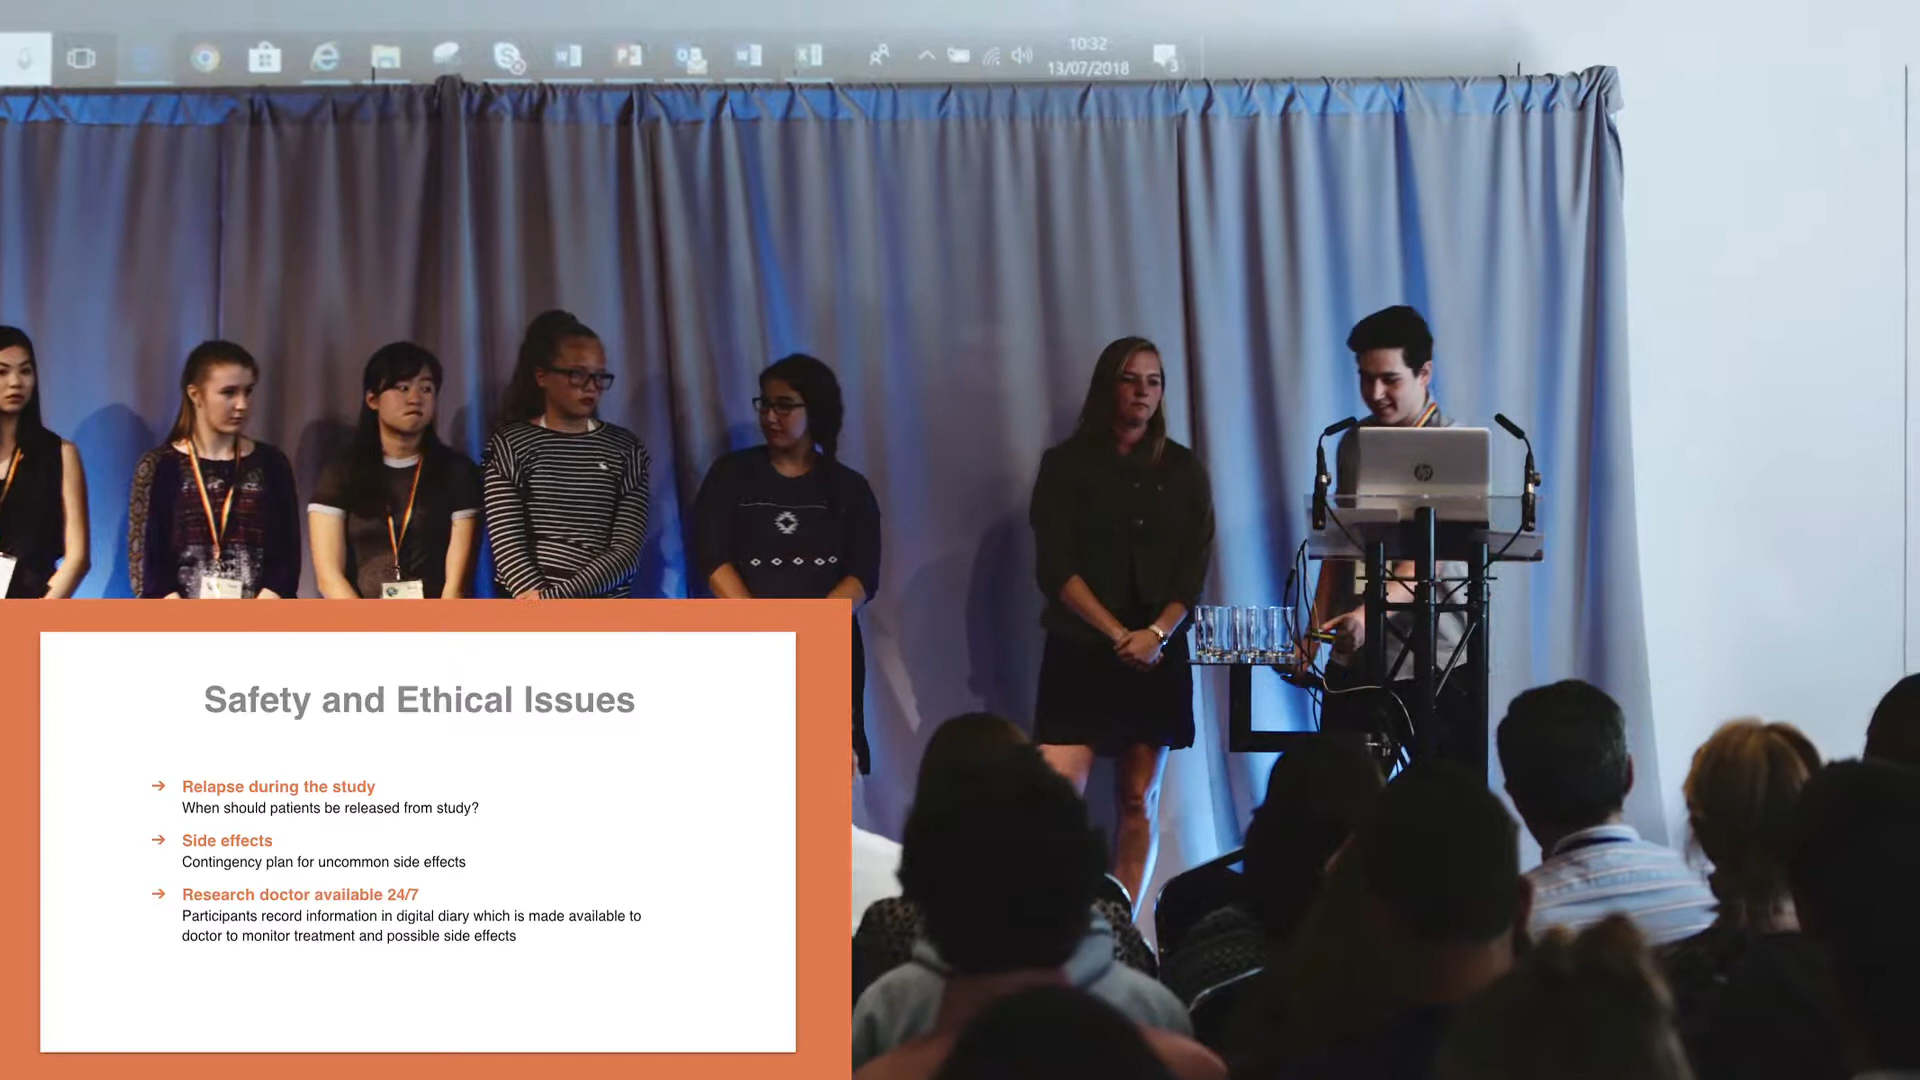 10:32
13/07/2018
3
hp
Safety and Ethical Issues
→ Relapse during the study
When should patients be released from study?
→ Side effects
Contingency plan for uncommon side effects
→ Research doctor available 24/7
Participants record information in digital diary which is made available to
doctor to monitor treatment and possible side effects